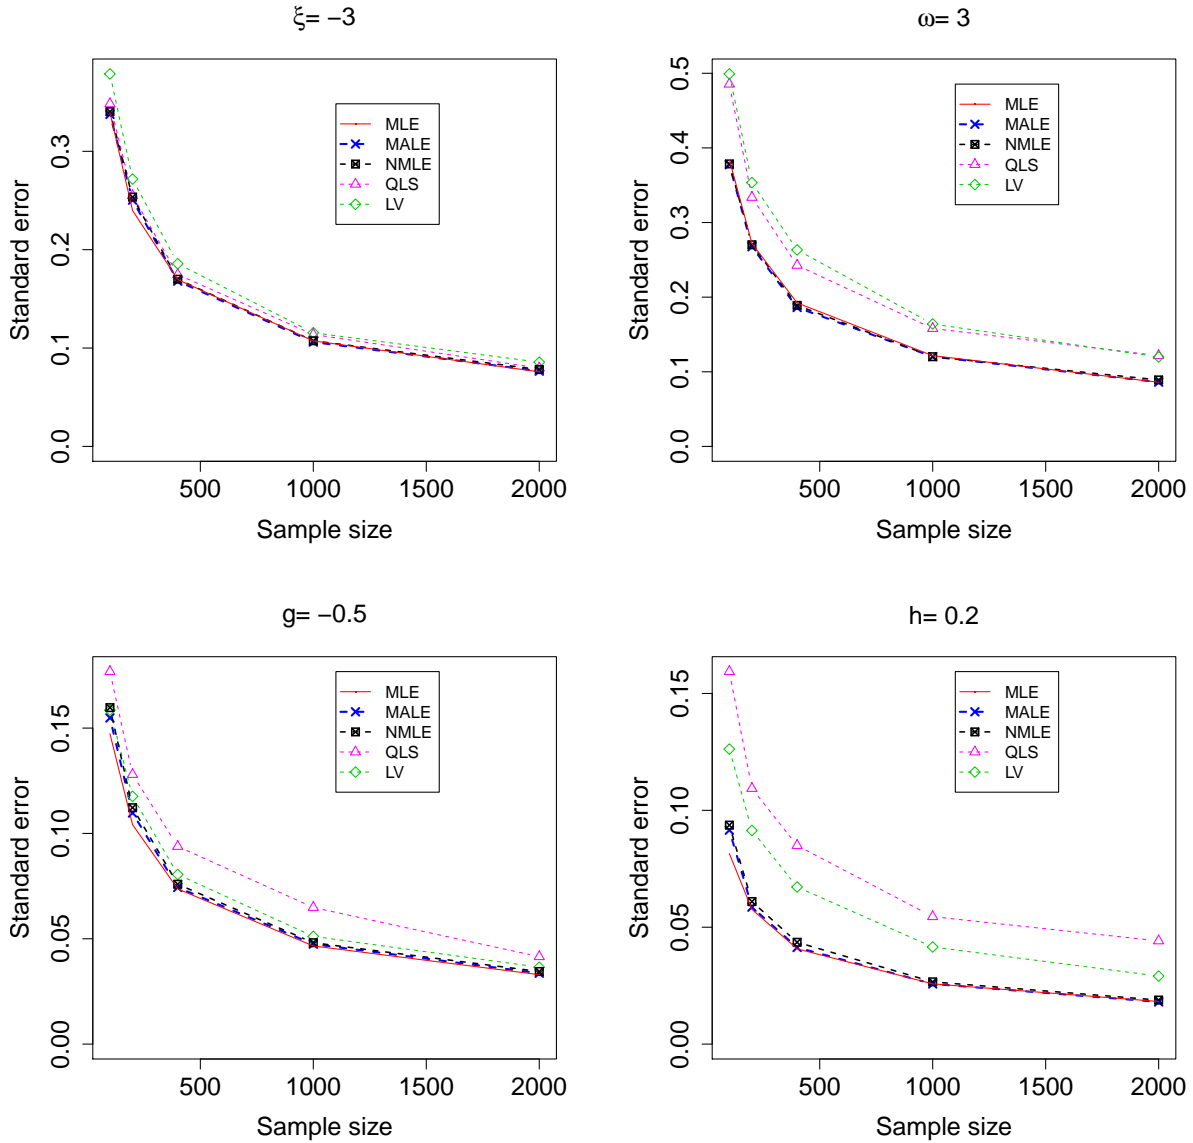 ξ= −3
Standard error
0.0 0.1 0.2 0.3
MLE
MALE
NMLE
QLS
LV
500 1000 1500 2000
Sample size
ω= 3
Standard error
0.0 0.1 0.2 0.3 0.4 0.5
MLE
MALE
NMLE
QLS
LV
500 1000 1500 2000
Sample size
g= −0.5
Standard error
0.00 0.05 0.10 0.15
MLE
MALE
NMLE
QLS
LV
500 1000 1500 2000
Sample size
h= 0.2
Standard error
0.00 0.05 0.10 0.15
MLE
MALE
NMLE
QLS
LV
500 1000 1500 2000
Sample size